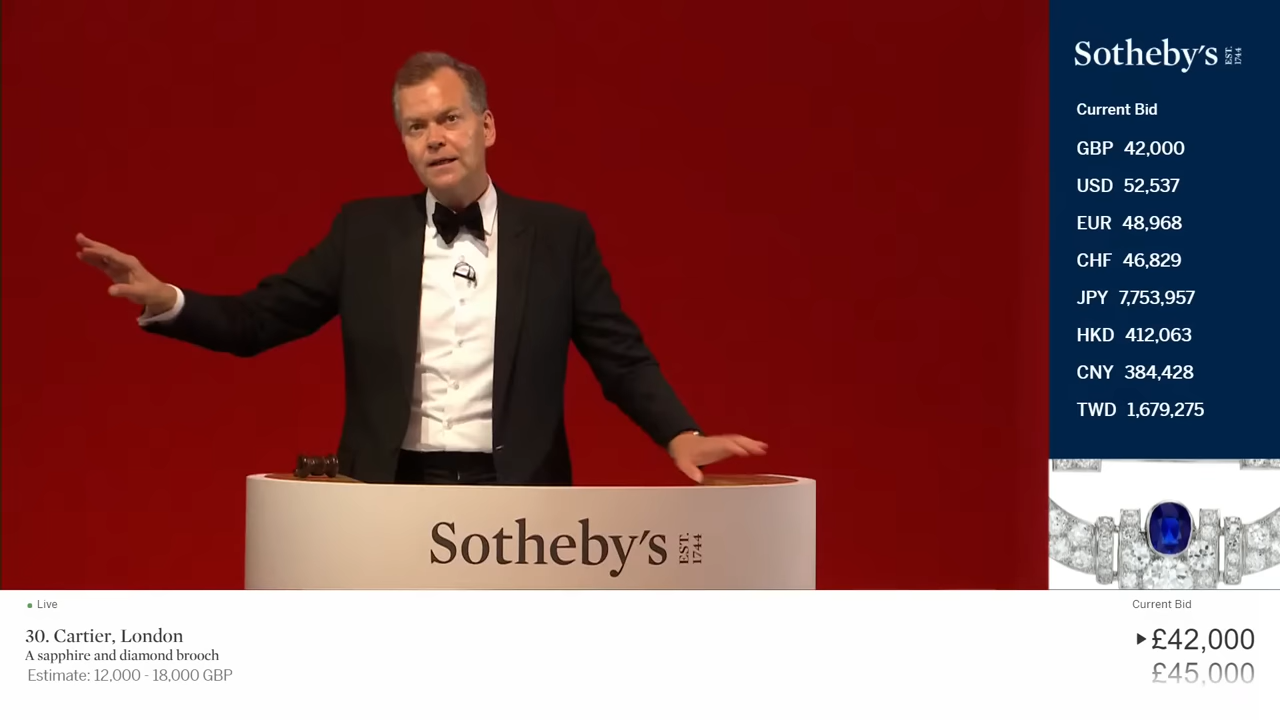 Sotheby's EST. 1744
Current Bid
GBP 42,000
USD 52,537
EUR 48,968
CHF 46,829
JPY 7,753,957
HKD 412,063
CNY 384,428
TWD 1,679,275
Sotheby's EST. 1744
Live
30. Cartier, London
A sapphire and diamond brooch
Estimate: 12,000 - 18,000 GBP
Current Bid
£42,000
£45,000